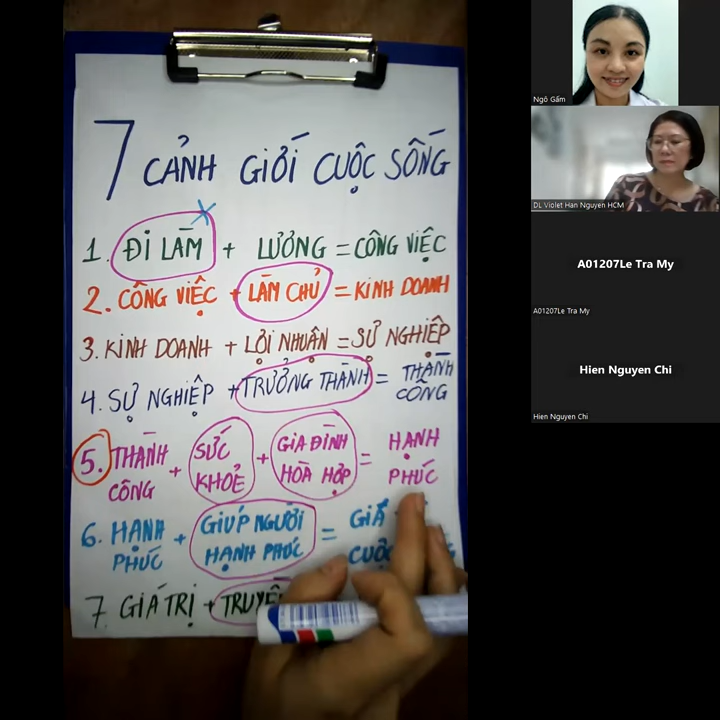 7 CẢNH GIỚI CUỘC SỐNG
1. ĐI LÀM + LƯƠNG = CÔNG VIỆC
2. CÔNG VIỆC + LÀM CHỦ = KINH DOANH
3. KINH DOANH + LỢI NHUẬN = SỰ NGHIỆP
4. SỰ NGHIỆP + TRƯỞNG THÀNH = THÀNH
CÔNG
5. THÀNH
CÔNG + SỨC
KHOẺ + GIA ĐÌNH
HÒA HỢP = HẠNH
PHÚC
6. HẠNH
PHÚC + GIÚP NGƯỜI
HẠNH PHÚC = GIÁ
CUỘC
7. GIÁ TRỊ +
Ngô Gấm
DL Violet Han Nguyen HCM
A01207Le Tra My
A01207Le Tra My
Hien Nguyen Chi
Hien Nguyen Chi